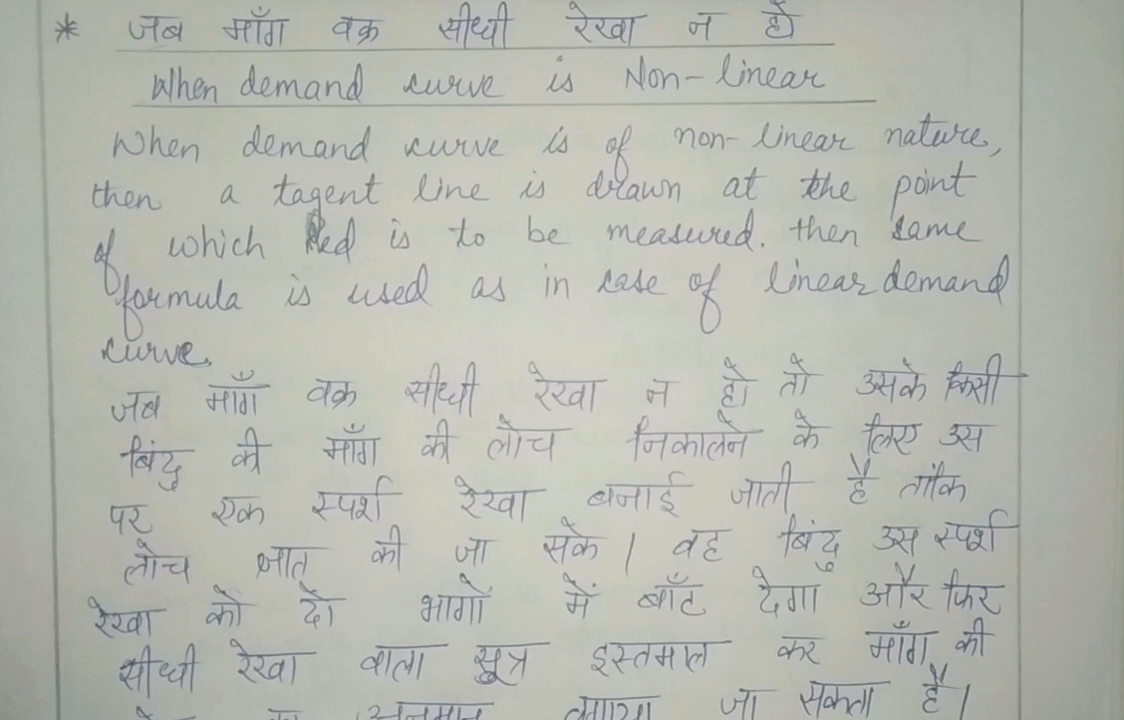 * जब माँग वक्र सीधी रेखा न हो
When demand curve is Non-linear
When demand curve is of non-linear nature,
then a tagent line is drawn at the point
of which Ped is to be measured. then same
formula is used as in case of linear demand
curve.
जब माँग वक्र सीधी रेखा न हो तो उसके किसी
बिंदु की माँग की लोच निकालने के लिए उस
पर एक स्पर्श रेखा बनाई जाती है ताकि
लोच ज्ञात की जा सके । वह बिंदु उस स्पर्श
रेखा को दो भागों में बाँट देगा और फिर
सीधी रेखा वाला सुत्र इस्तमाल कर माँग की
अनुमान लगाया जा सकता है ।